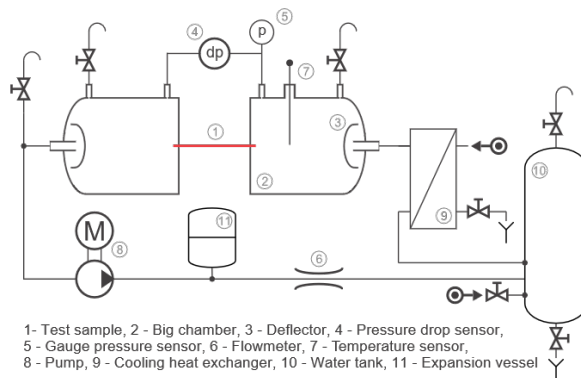 5
p
4
dp
7
3
1
10
2
9
11
M
8
6
1- Test sample, 2 - Big chamber, 3 - Deflector, 4 - Pressure drop sensor,
5 - Gauge pressure sensor, 6 - Flowmeter, 7 - Temperature sensor,
8 - Pump, 9 - Cooling heat exchanger, 10 - Water tank, 11 - Expansion vessel